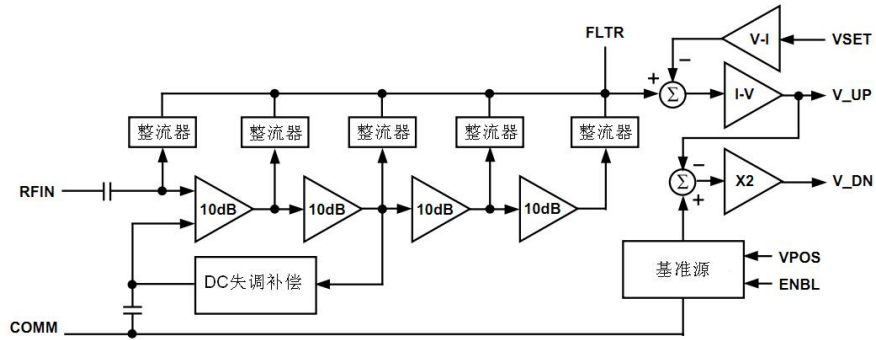 FLTR
V-I
VSET
+
−
Σ
I-V
V_UP
整流器
整流器
整流器
整流器
整流器
RFIN
10dB
10dB
10dB
10dB
−
Σ
+
X2
V_DN
DC失调补偿
基准源
VPOS
ENBL
COMM